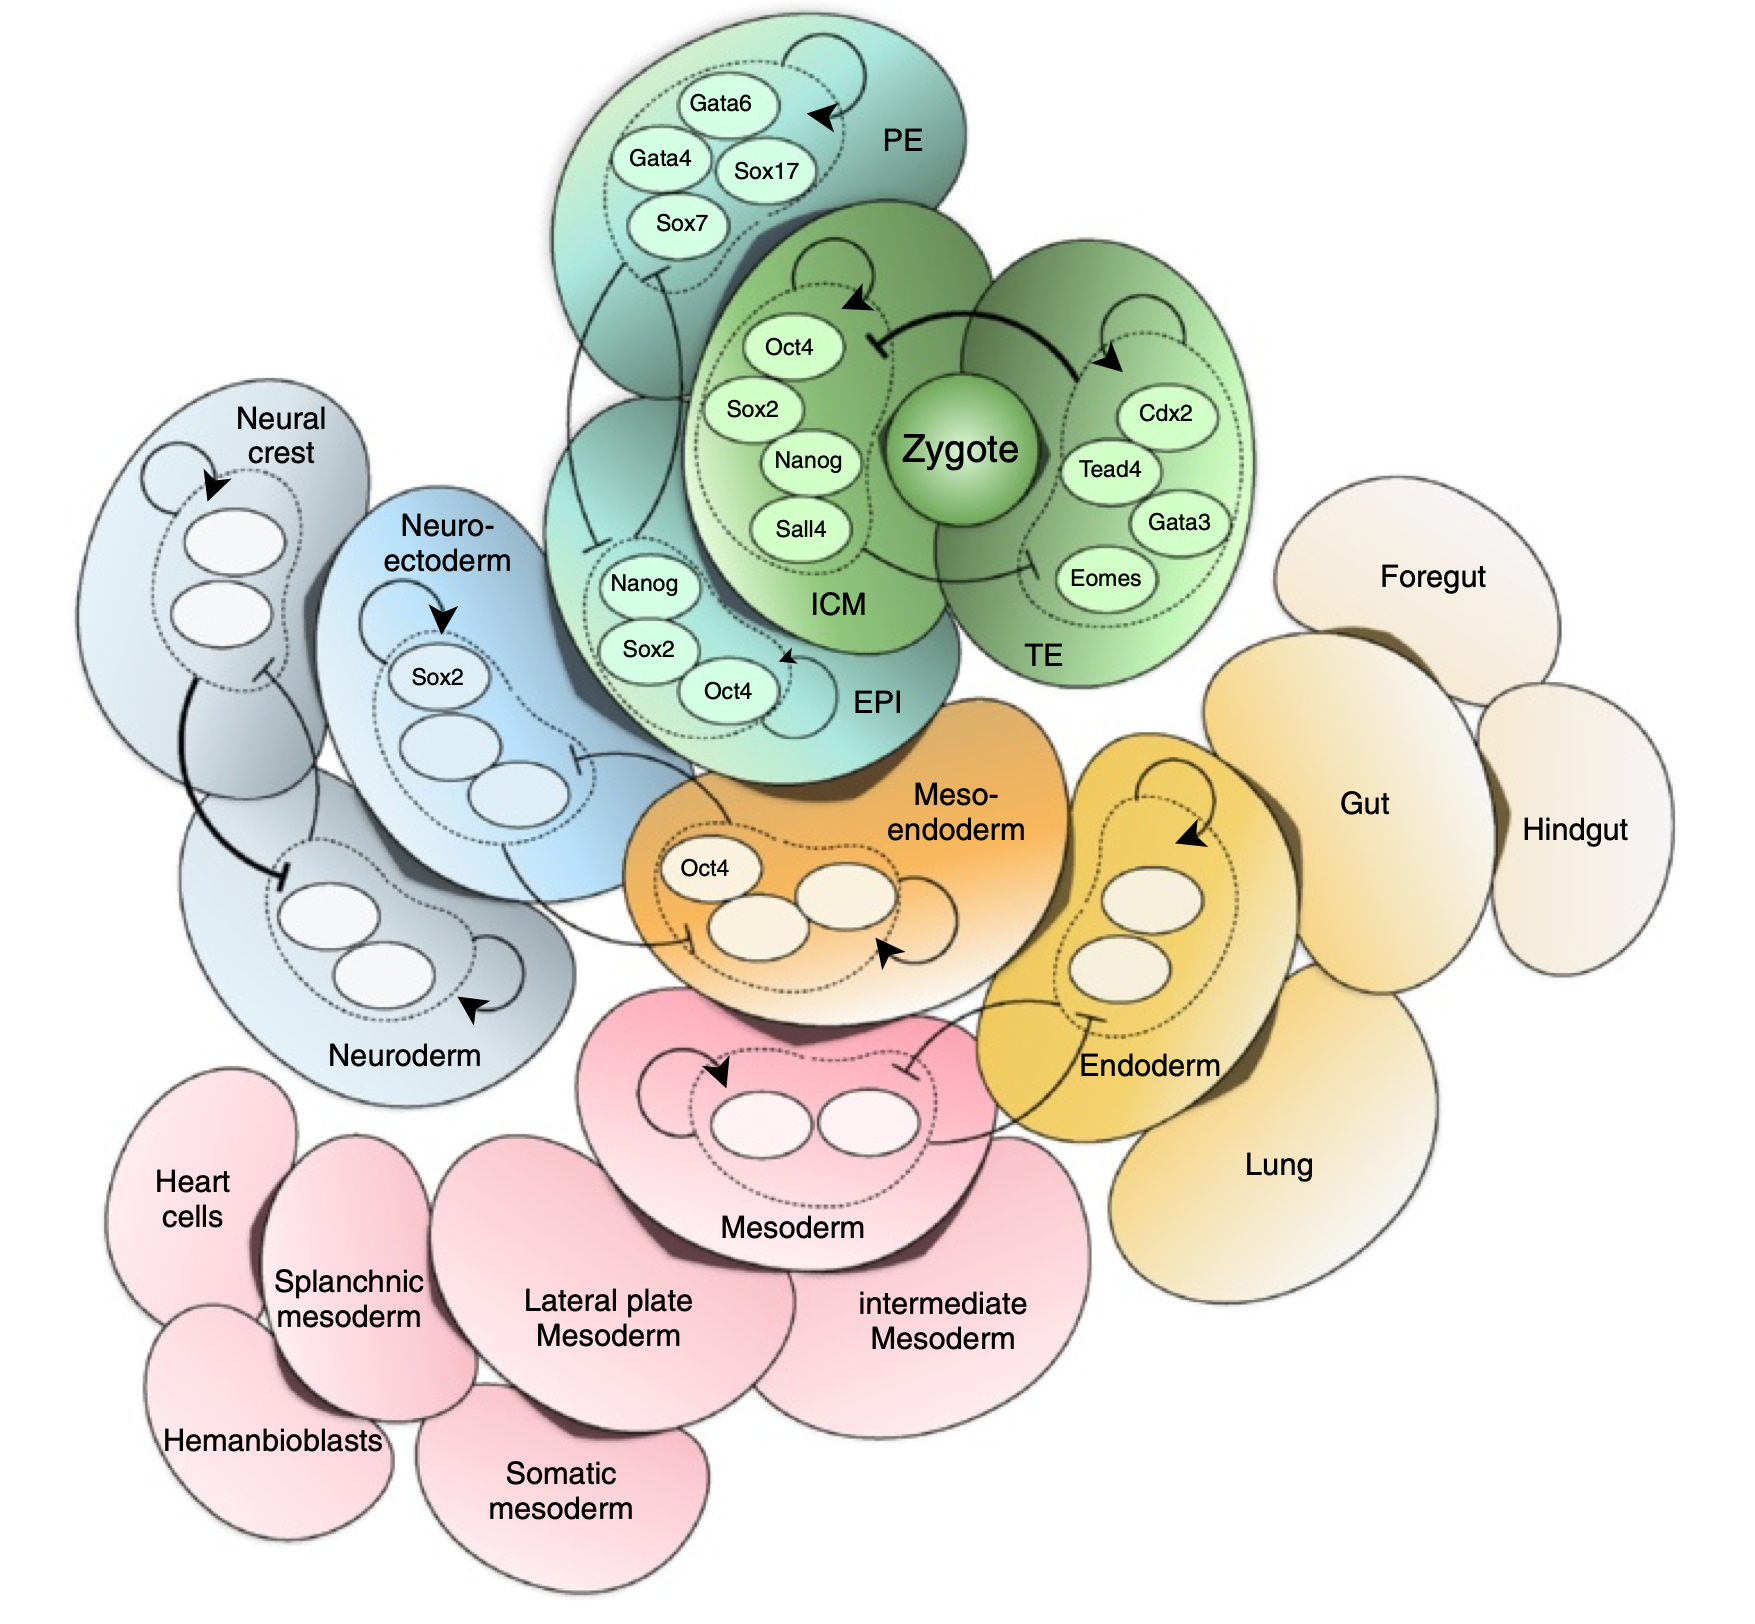 Gata6
PE
Gata4
Sox17
Sox7
Oct4
Sox2
Nanog
Sall4
ICM
Zygote
Cdx2
Tead4
Gata3
Eomes
TE
Neural
crest
Neuro-
ectoderm
Sox2
Nanog
Sox2
Oct4
EPI
Meso-
endoderm
Oct4
Foregut
Gut
Hindgut
Neuroderm
Endoderm
Lung
Mesoderm
Heart
cells
Splanchnic
mesoderm
Lateral plate
Mesoderm
intermediate
Mesoderm
Hemanbioblasts
Somatic
mesoderm